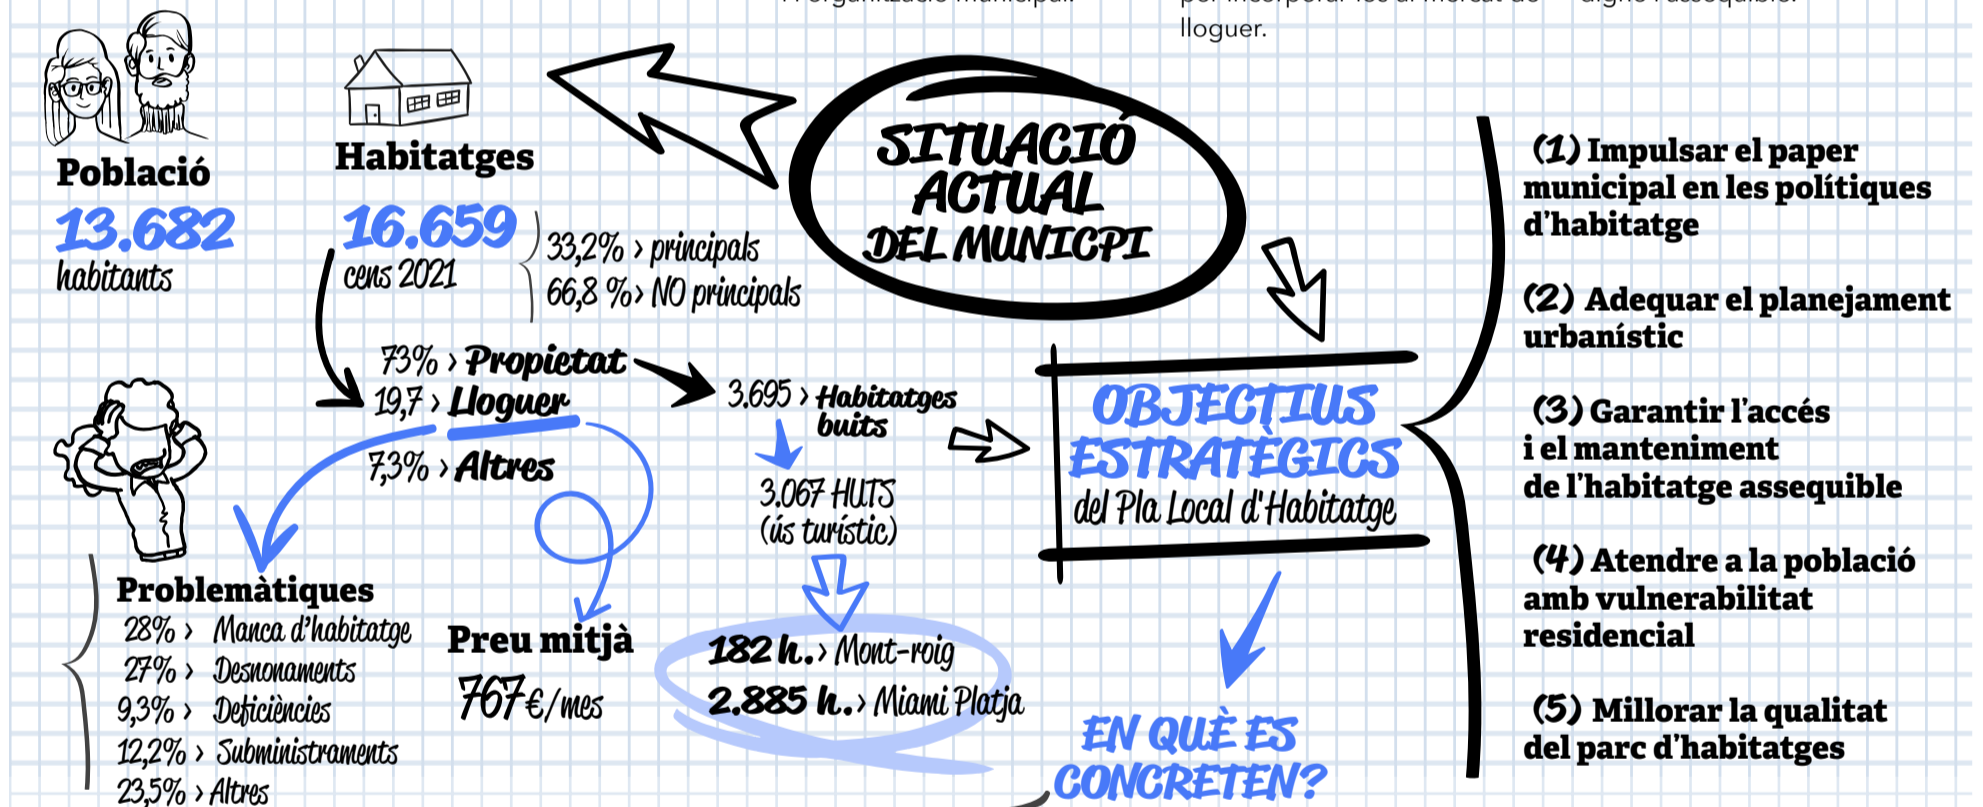 lloguer.
SITUACIÓ
ACTUAL
DEL MUNICPI
Població
13.682
habitants
Habitatges
16.659
cens 2021
33,2% > principals
66,8 %> NO principals
73% > Propietat
19,7 > Lloguer
7,3% > Altres
3.695 > Habitatges
buits
3.067 HUTS
(ús turístic)
182 h.> Mont-roig
2.885 h.> Miami Platja
Problemàtiques
28% > Manca d'habitatge
27% > Desnonaments
9,3% > Deficiències
12,2% > Subministraments
23,5% > Altres
Preu mitjà
767€/mes
OBJECTIUS
ESTRATÈGICS
del Pla Local d'Habitatge
(1) Impulsar el paper
municipal en les polítiques
d'habitatge
(2) Adequar el planejament
urbanístic
(3) Garantir l'accés
i el manteniment
de l'habitatge assequible
(4) Atendre a la població
amb vulnerabilitat
residencial
(5) Millorar la qualitat
del parc d'habitatges
EN QUÈ ES
CONCRETEN?